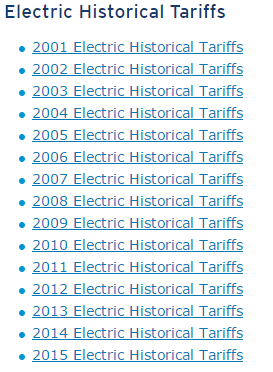 Electric Historical Tariffs
2001 Electric Historical Tariffs
2002 Electric Historical Tariffs
2003 Electric Historical Tariffs
2004 Electric Historical Tariffs
2005 Electric Historical Tariffs
2006 Electric Historical Tariffs
2007 Electric Historical Tariffs
2008 Electric Historical Tariffs
2009 Electric Historical Tariffs
2010 Electric Historical Tariffs
2011 Electric Historical Tariffs
2012 Electric Historical Tariffs
2013 Electric Historical Tariffs
2014 Electric Historical Tariffs
2015 Electric Historical Tariffs